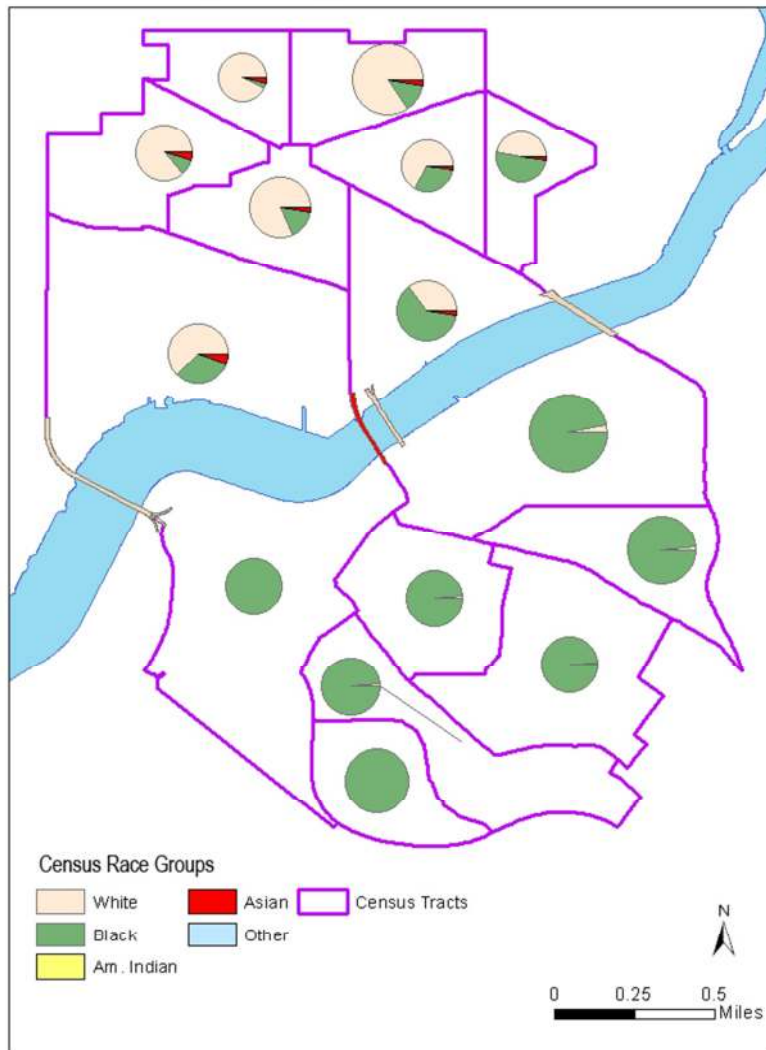 Census Race Groups
White
Asian
Census Tracts
Black
Other
Am. Indian
N
0 0.25 0.5
Miles